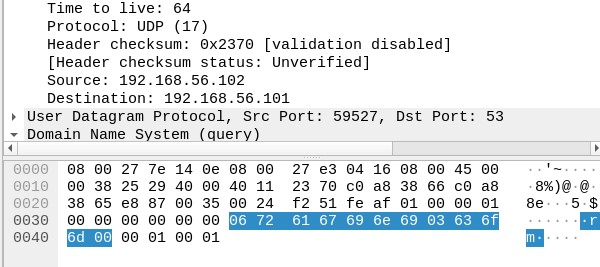 Time to live: 64
Protocol: UDP (17)
Header checksum: 0x2370 [validation disabled]
[Header checksum status: Unverified]
Source: 192.168.56.102
Destination: 192.168.56.101
User Datagram Protocol, Src Port: 59527, Dst Port: 53
Domain Name System (query)
0000 08 00 27 7e 14 0e 08 00 27 e3 04 16 08 00 45 00 ··'~····
0010 00 38 25 29 40 00 40 11 23 70 c0 a8 38 66 c0 a8 ·8%)@·@·
0020 38 65 e8 87 00 35 00 24 f2 51 fe af 01 00 00 01 8e···5·$
0030 00 00 00 00 00 00 06 72 61 67 69 6e 69 03 63 6f ·······r
0040 6d 00 00 01 00 01 m·····